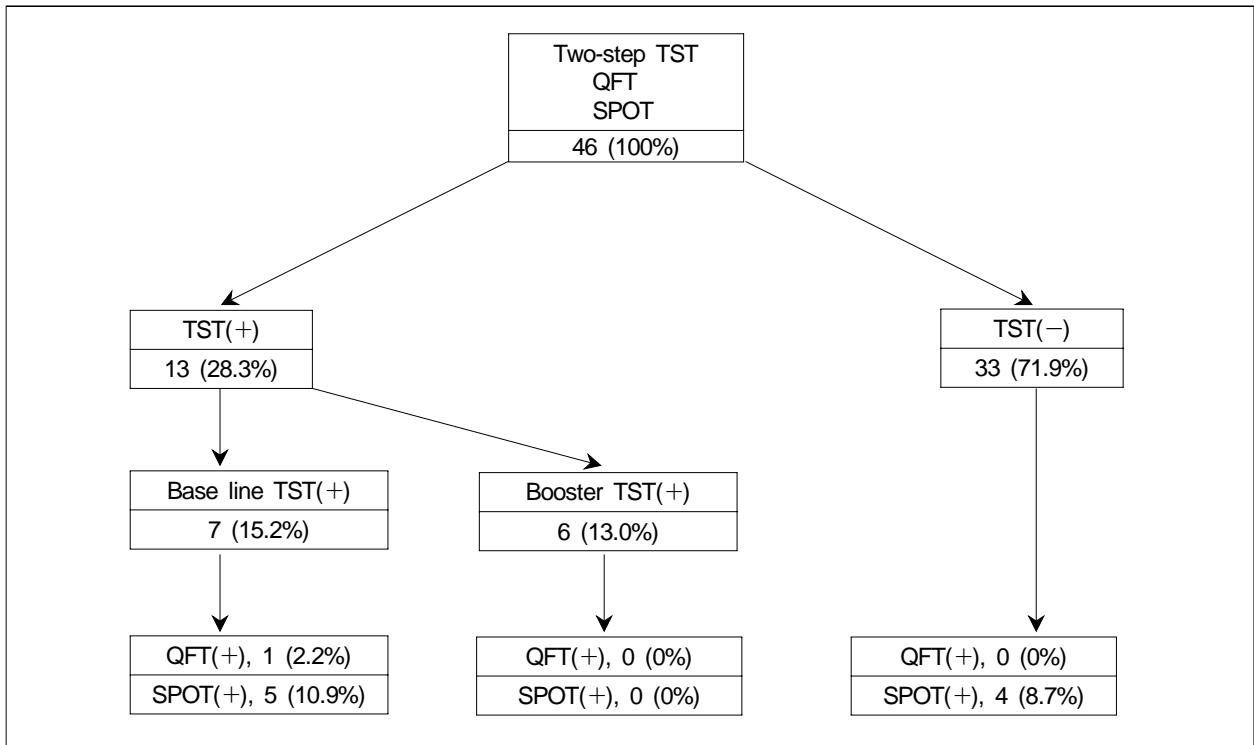 Two-step TST
QFT
SPOT
46 (100%)
TST(+)
13 (28.3%)
TST(−)
33 (71.9%)
Base line TST(+)
7 (15.2%)
Booster TST(+)
6 (13.0%)
QFT(+), 1 (2.2%)
SPOT(+), 5 (10.9%)
QFT(+), 0 (0%)
SPOT(+), 0 (0%)
QFT(+), 0 (0%)
SPOT(+), 4 (8.7%)